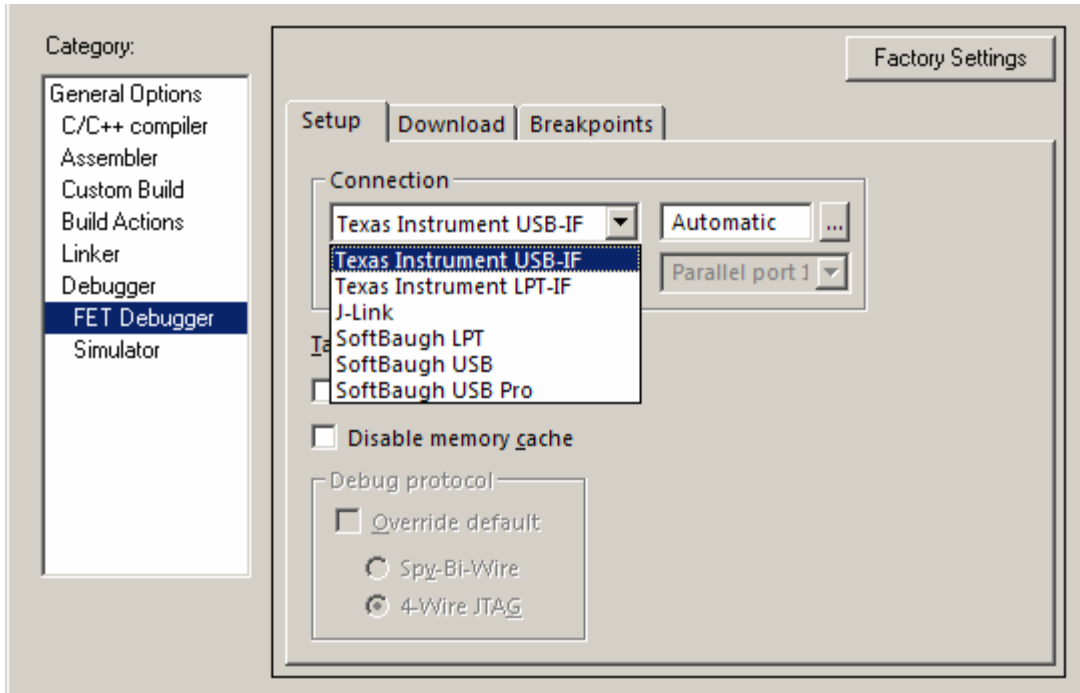 Category:
General Options
C/C++ compiler
Assembler
Custom Build
Build Actions
Linker
Debugger
FET Debugger
Simulator
Factory Settings
Setup
Download
Breakpoints
Connection
Texas Instrument USB-IF
Automatic
...
Texas Instrument USB-IF
Texas Instrument LPT-IF
J-Link
SoftBaugh LPT
SoftBaugh USB
SoftBaugh USB Pro
Parallel port 1
Disable memory cache
Debug protocol
Override default
Spy-Bi-Wire
4-Wire JTAG